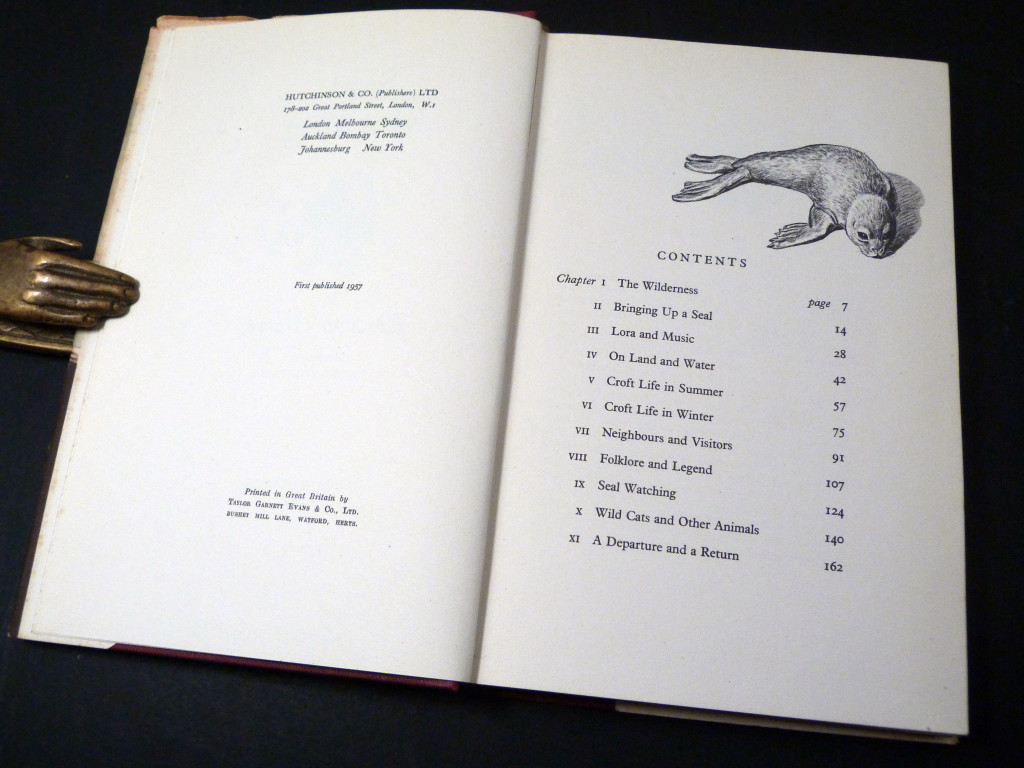 HUTCHINSON & CO. (Publishers) LTD
178-202 Great Portland Street, London, W.1
London Melbourne Sydney
Auckland Bombay Toronto
Johannesburg New York
First published 1957
Printed in Great Britain by
TAYLOR GARNETT EVANS & CO., LTD.
BUSHEY MILL LANE, WATFORD, HERTS.
CONTENTS
Chapter I The Wilderness page 7
II Bringing Up a Seal 14
III Lora and Music 28
IV On Land and Water 42
V Croft Life in Summer 57
VI Croft Life in Winter 75
VII Neighbours and Visitors 91
VIII Folklore and Legend 107
IX Seal Watching 124
X Wild Cats and Other Animals 140
XI A Departure and a Return 162